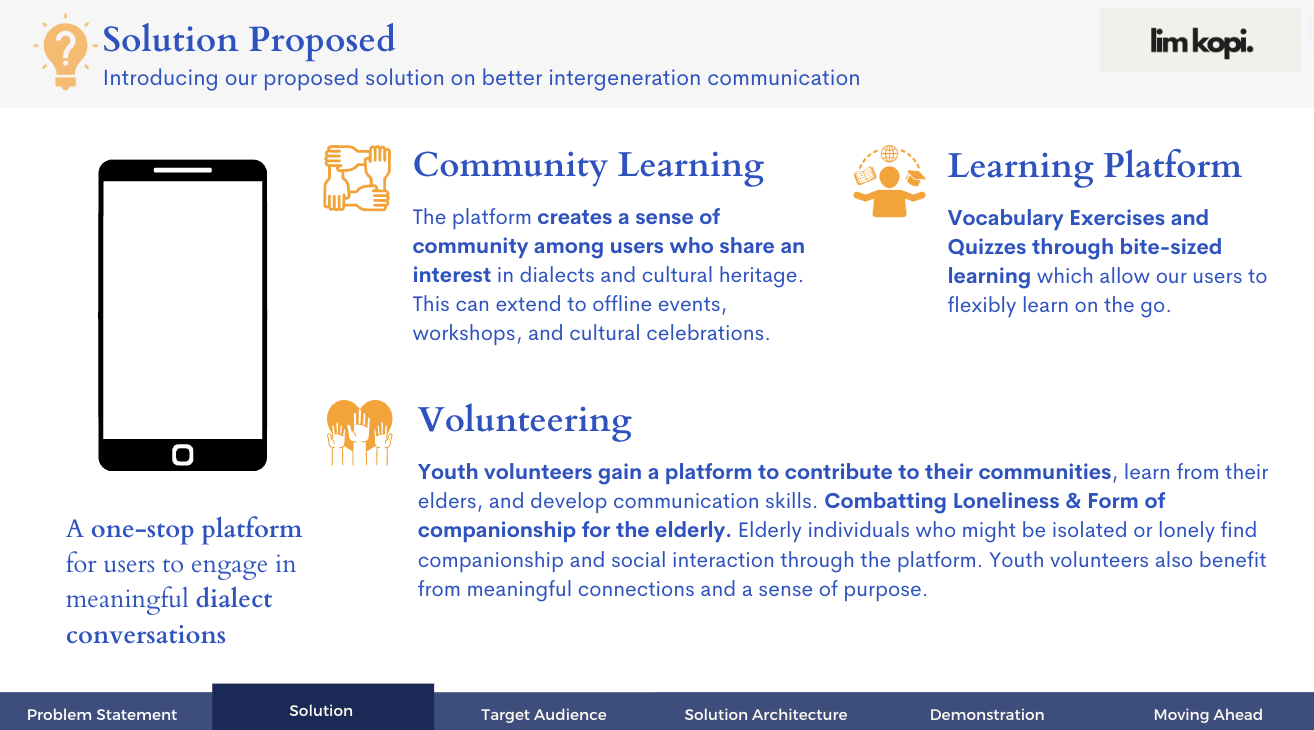 Solution Proposed
Introducing our proposed solution on better intergeneration communication
lim kopi.
Community Learning
The platform creates a sense of
community among users who share an
interest in dialects and cultural heritage.
This can extend to offline events,
workshops, and cultural celebrations.
Learning Platform
Vocabulary Exercises and
Quizzes through bite-sized
learning which allow our users to
flexibly learn on the go.
Volunteering
Youth volunteers gain a platform to contribute to their communities, learn from their
elders, and develop communication skills. Combatting Loneliness & Form of
companionship for the elderly. Elderly individuals who might be isolated or lonely find
companionship and social interaction through the platform. Youth volunteers also benefit
from meaningful connections and a sense of purpose.
A one-stop platform
for users to engage in
meaningful dialect
conversations
Problem Statement
Solution
Target Audience
Solution Architecture
Demonstration
Moving Ahead